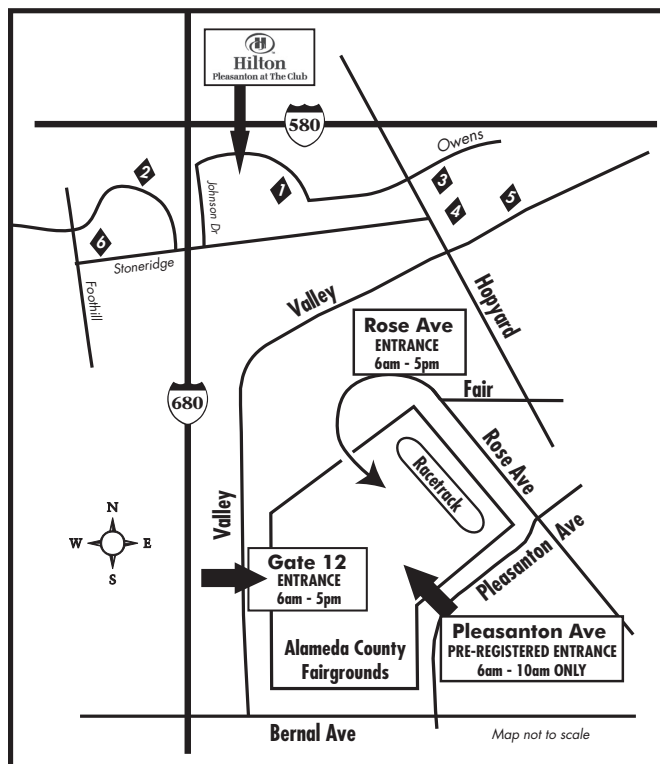 H
Hilton
Pleasanton at The Club
580
Owens
2
1
3
4
5
6
Johnson Dr
Stoneridge
Foothill
Valley
Hopyard
Rose Ave
ENTRANCE
6am - 5pm
Fair
680
Racetrack
Rose Ave
N
W E
S
Valley
Gate 12
ENTRANCE
6am - 5pm
Pleasanton Ave
Alameda County
Fairgrounds
Pleasanton Ave
PRE-REGISTERED ENTRANCE
6am - 10am ONLY
Bernal Ave
Map not to scale